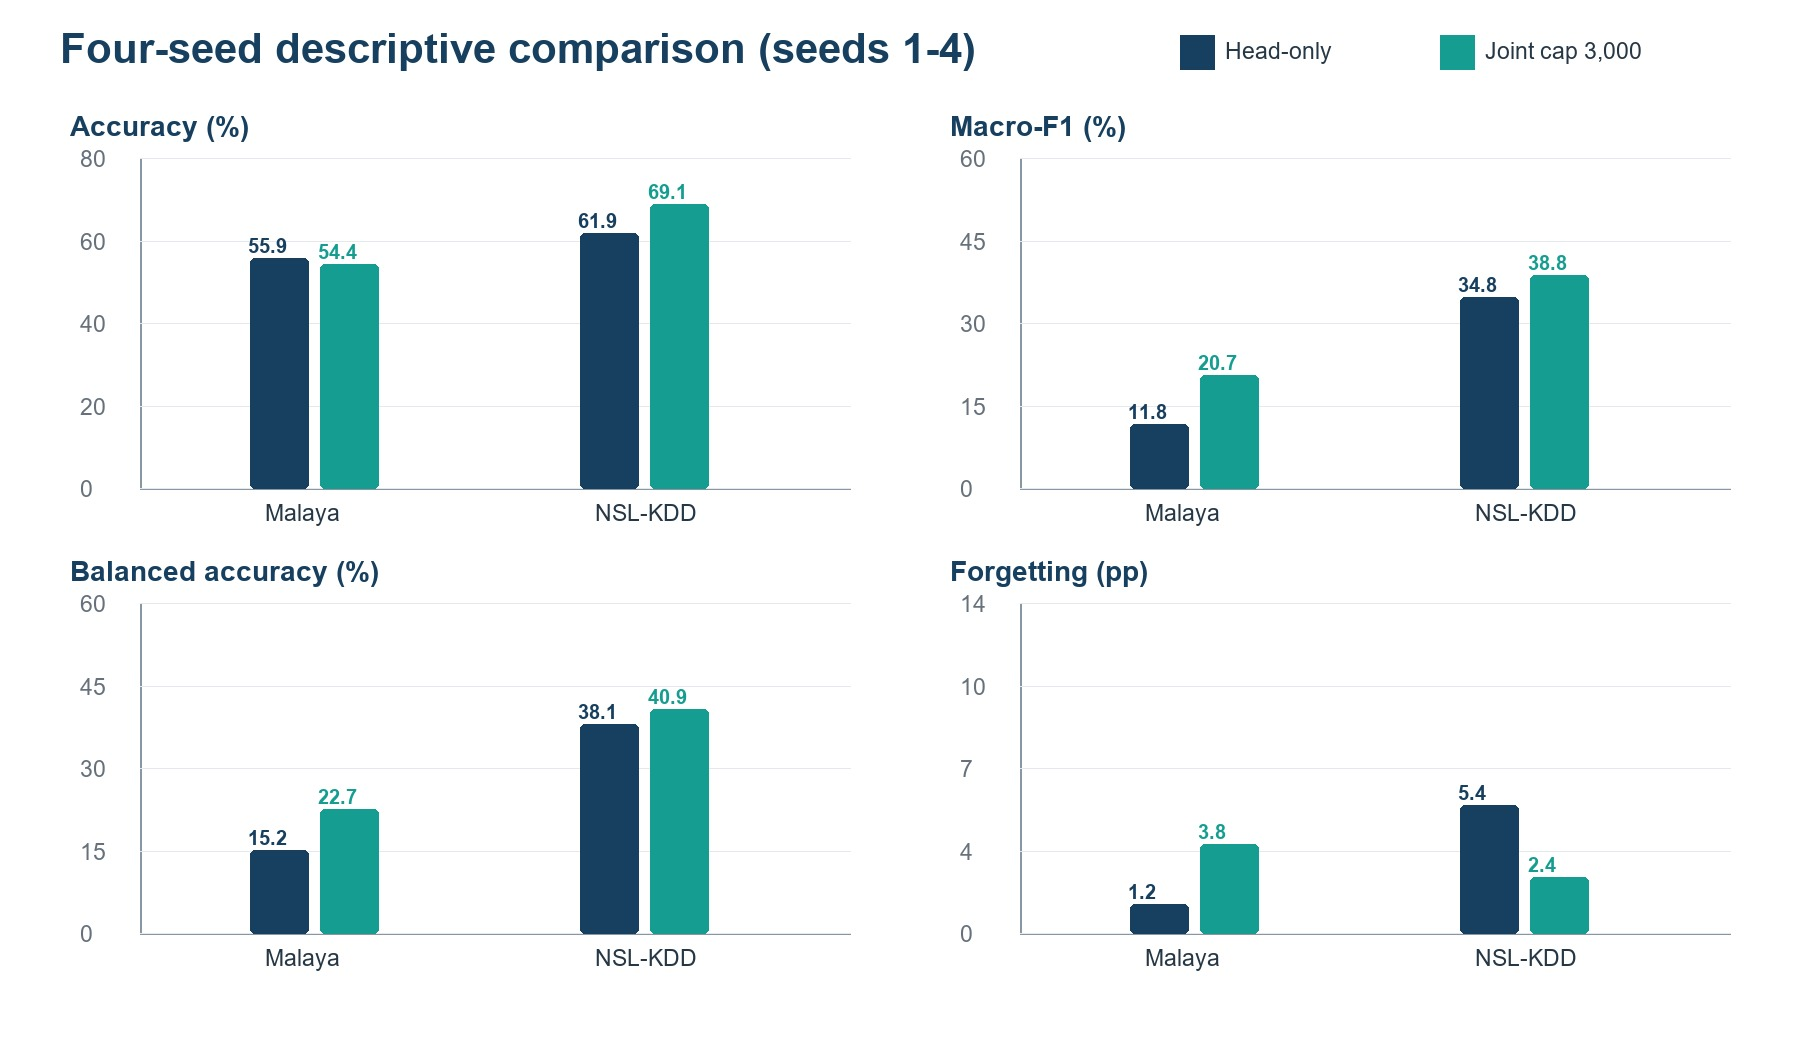 Four-seed descriptive comparison (seeds 1-4)
Head-only
Joint cap 3,000
Accuracy (%)
80
60
40
20
0
55.9
54.4
61.9
69.1
Malaya
NSL-KDD
Macro-F1 (%)
60
45
30
15
0
11.8
20.7
34.8
38.8
Malaya
NSL-KDD
Balanced accuracy (%)
60
45
30
15
0
15.2
22.7
38.1
40.9
Malaya
NSL-KDD
Forgetting (pp)
14
10
7
4
0
1.2
3.8
5.4
2.4
Malaya
NSL-KDD